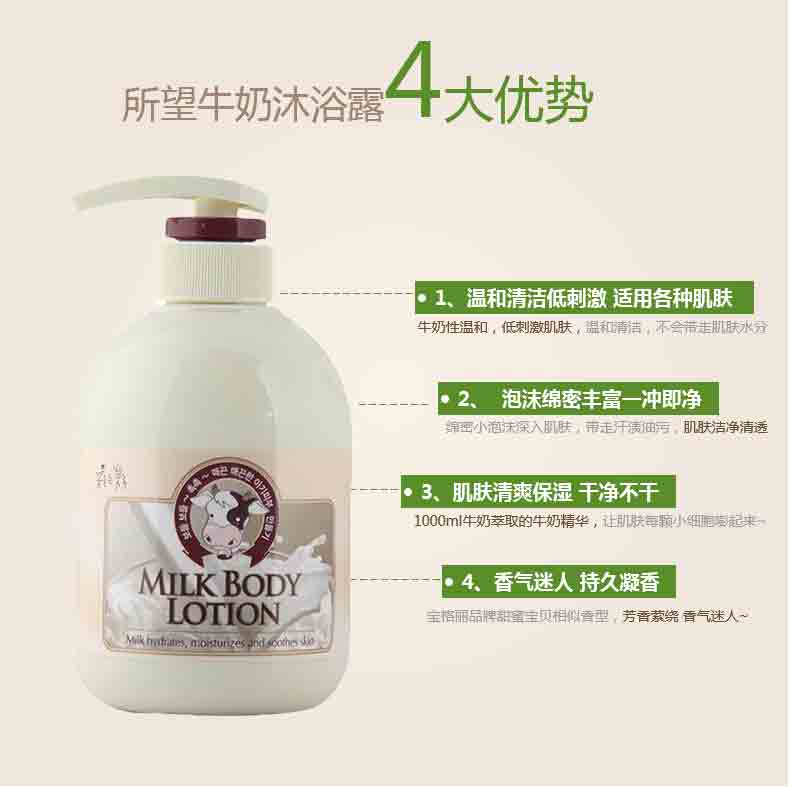 所望牛奶沐浴露4大优势
• 1、温和清洁低刺激 适用各种肌肤
牛奶性温和，低刺激肌肤，温和清洁，不会带走肌肤水分
• 2、 泡沫绵密丰富一冲即净
绵密小泡沫深入肌肤，带走汗渍油污，肌肤洁净清透
• 3、肌肤清爽保湿 干净不干
1000ml牛奶萃取的牛奶精华，让肌肤每颗小细胞嘭起来~
• 4、香气迷人 持久凝香
宝格丽品牌甜蜜宝贝相似香型，芳香萦绕 香气迷人~
MILK BODY
LOTION
Milk hydrates, moisturizes and soothes skin